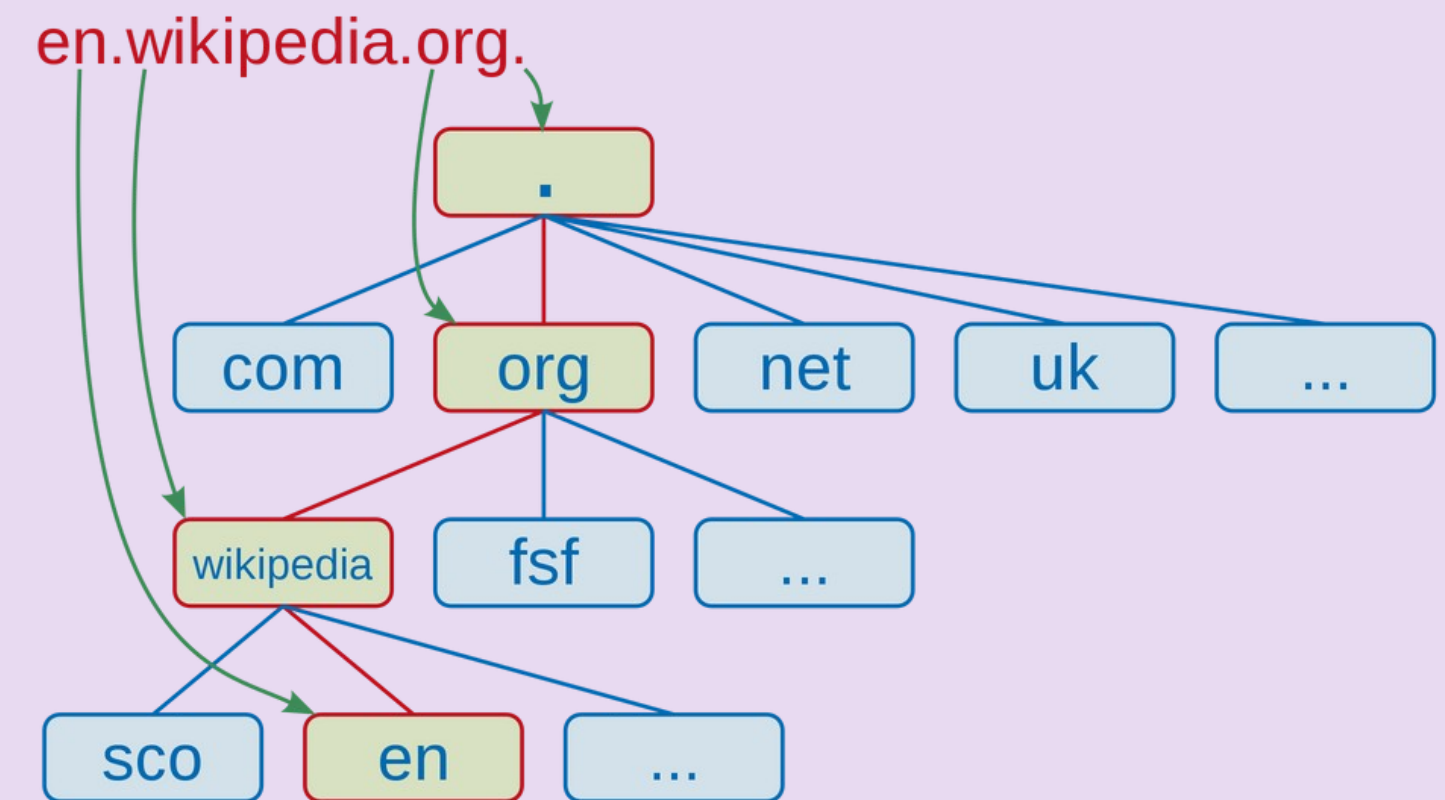 en.wikipedia.org.
.
com org net uk ...
wikipedia fsf ...
sco en ...